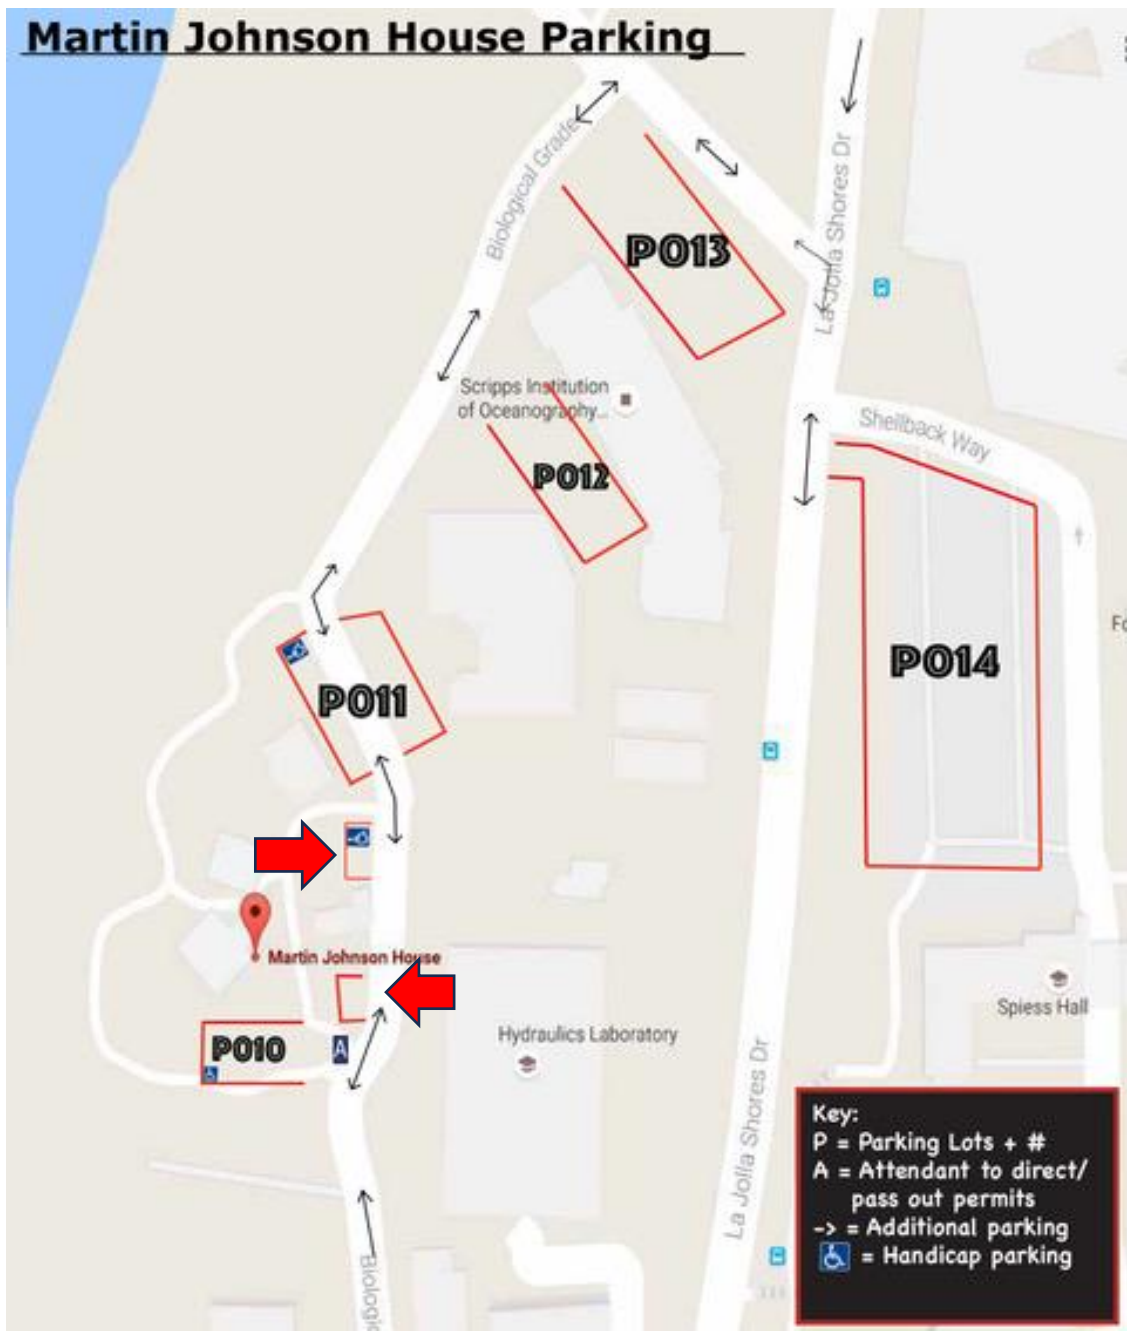 Martin Johnson House Parking
Biological Grade
La Jolla Shores Dr
P013
Scripps Institution
of Oceanography...
Shellback Way
P012
P014
P011
Martin Johnson House
P010
A
Hydraulics Laboratory
Spiess Hall
La Jolla Shores Dr
Key:
P = Parking Lots + #
A = Attendant to direct/
pass out permits
-> = Additional parking
= Handicap parking